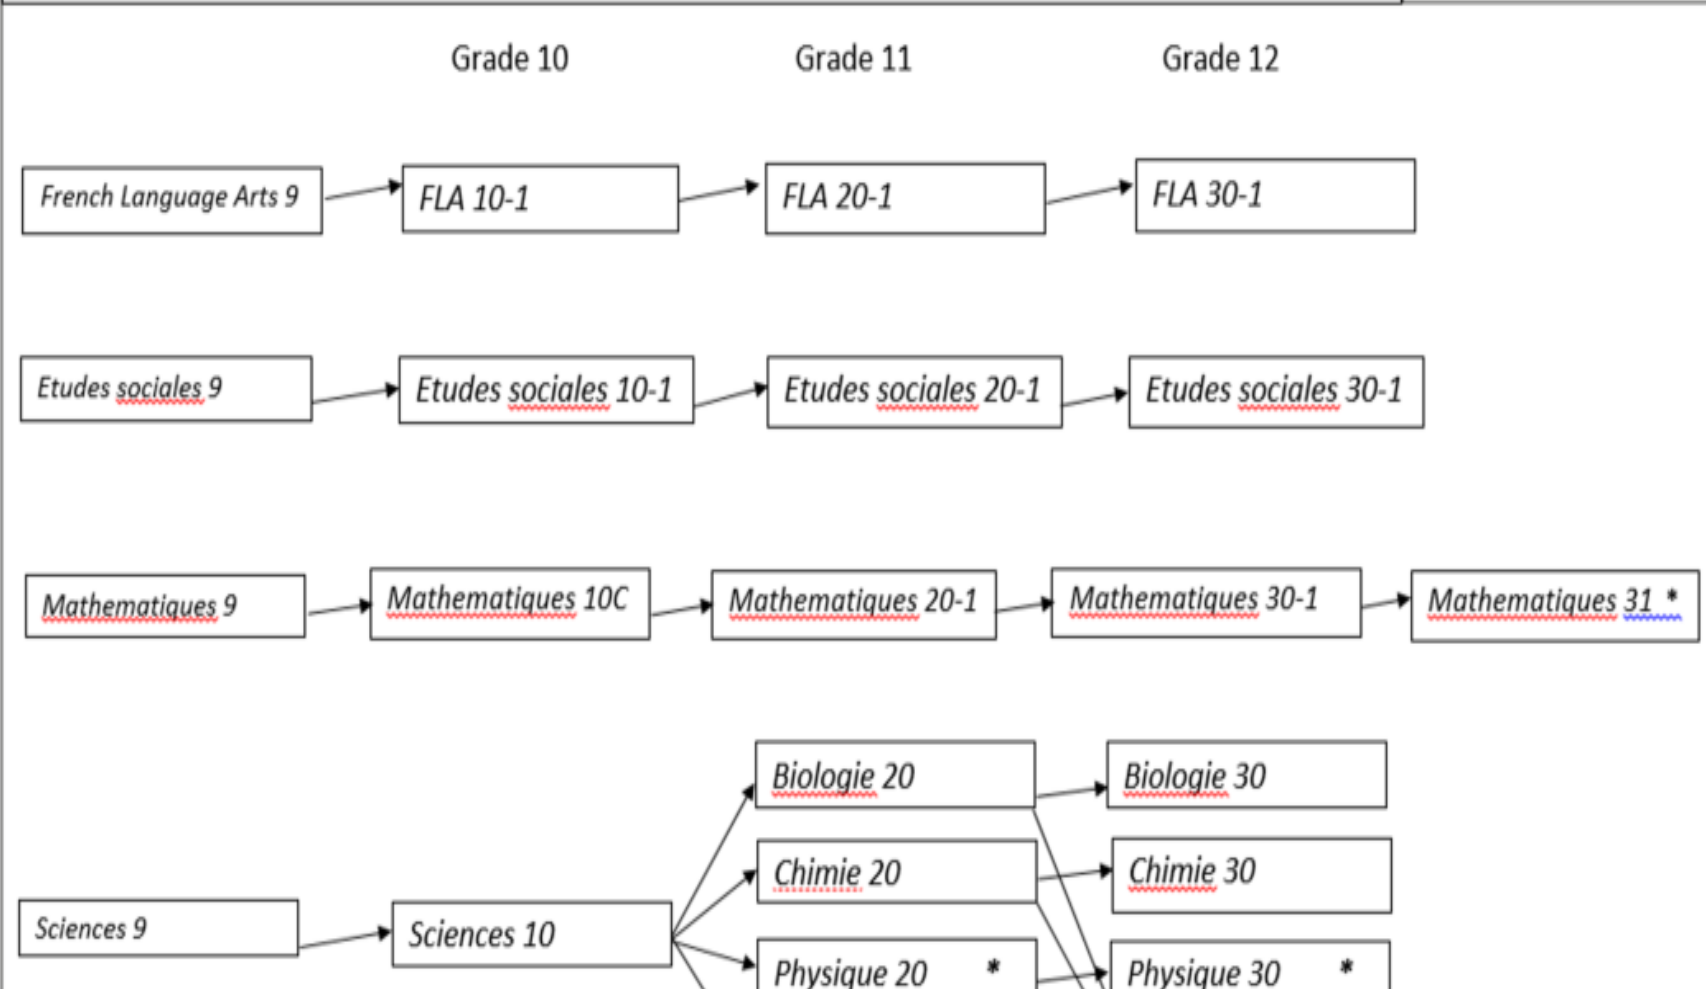 Grade 10 Grade 11 Grade 12
French Language Arts 9 FLA 10-1 FLA 20-1 FLA 30-1
Etudes sociales 9 Etudes sociales 10-1 Etudes sociales 20-1 Etudes sociales 30-1
Mathematiques 9 Mathematiques 10C Mathematiques 20-1 Mathematiques 30-1 Mathematiques 31 *
Biologie 20 Biologie 30
Chimie 20 Chimie 30
Sciences 9 Sciences 10
Physique 20 * Physique 30 *